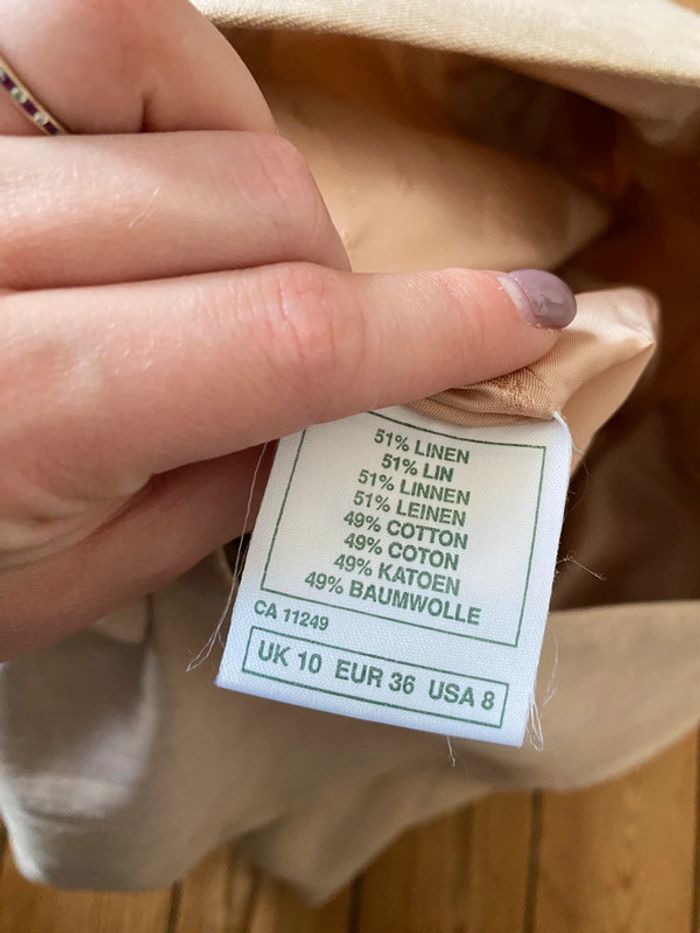 51% LINEN
51% LIN
51% LINNEN
51% LEINEN
49% COTTON
49% COTON
49% KATOEN
49% BAUMWOLLE
CA 11249
UK 10 EUR 36 USA 8